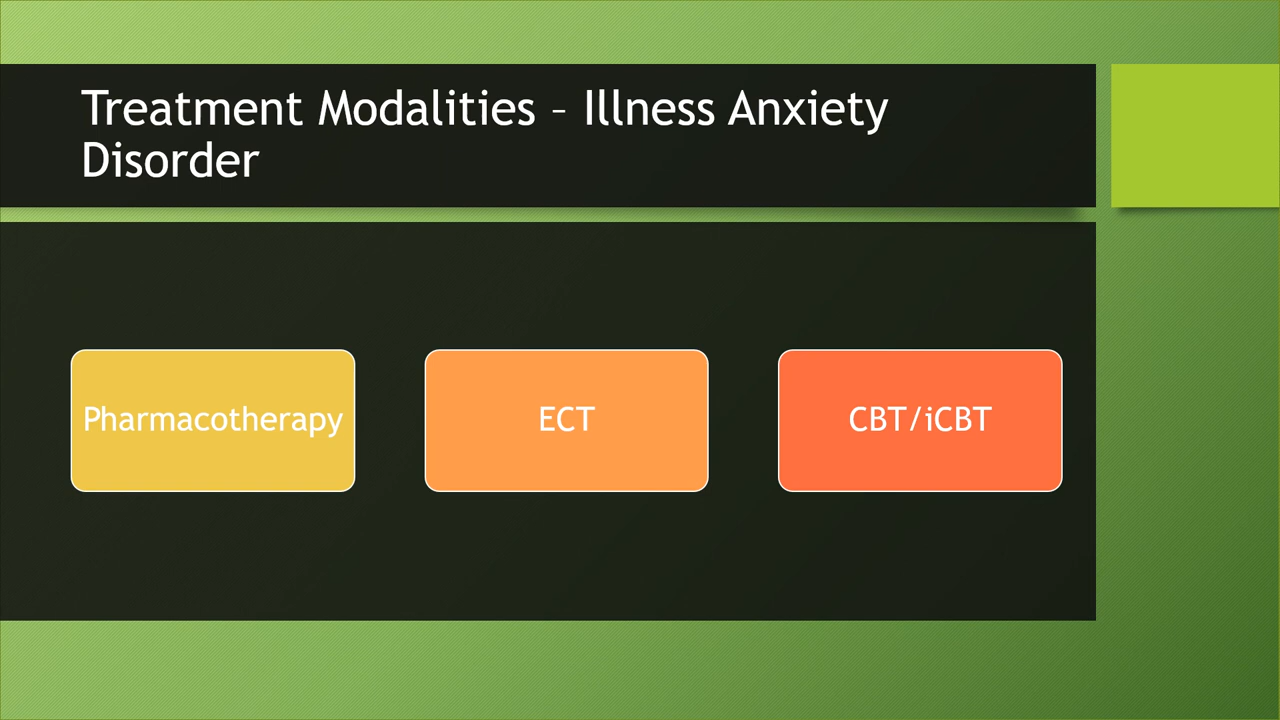 Treatment Modalities – Illness Anxiety
Disorder
Pharmacotherapy
ECT
CBT/iCBT